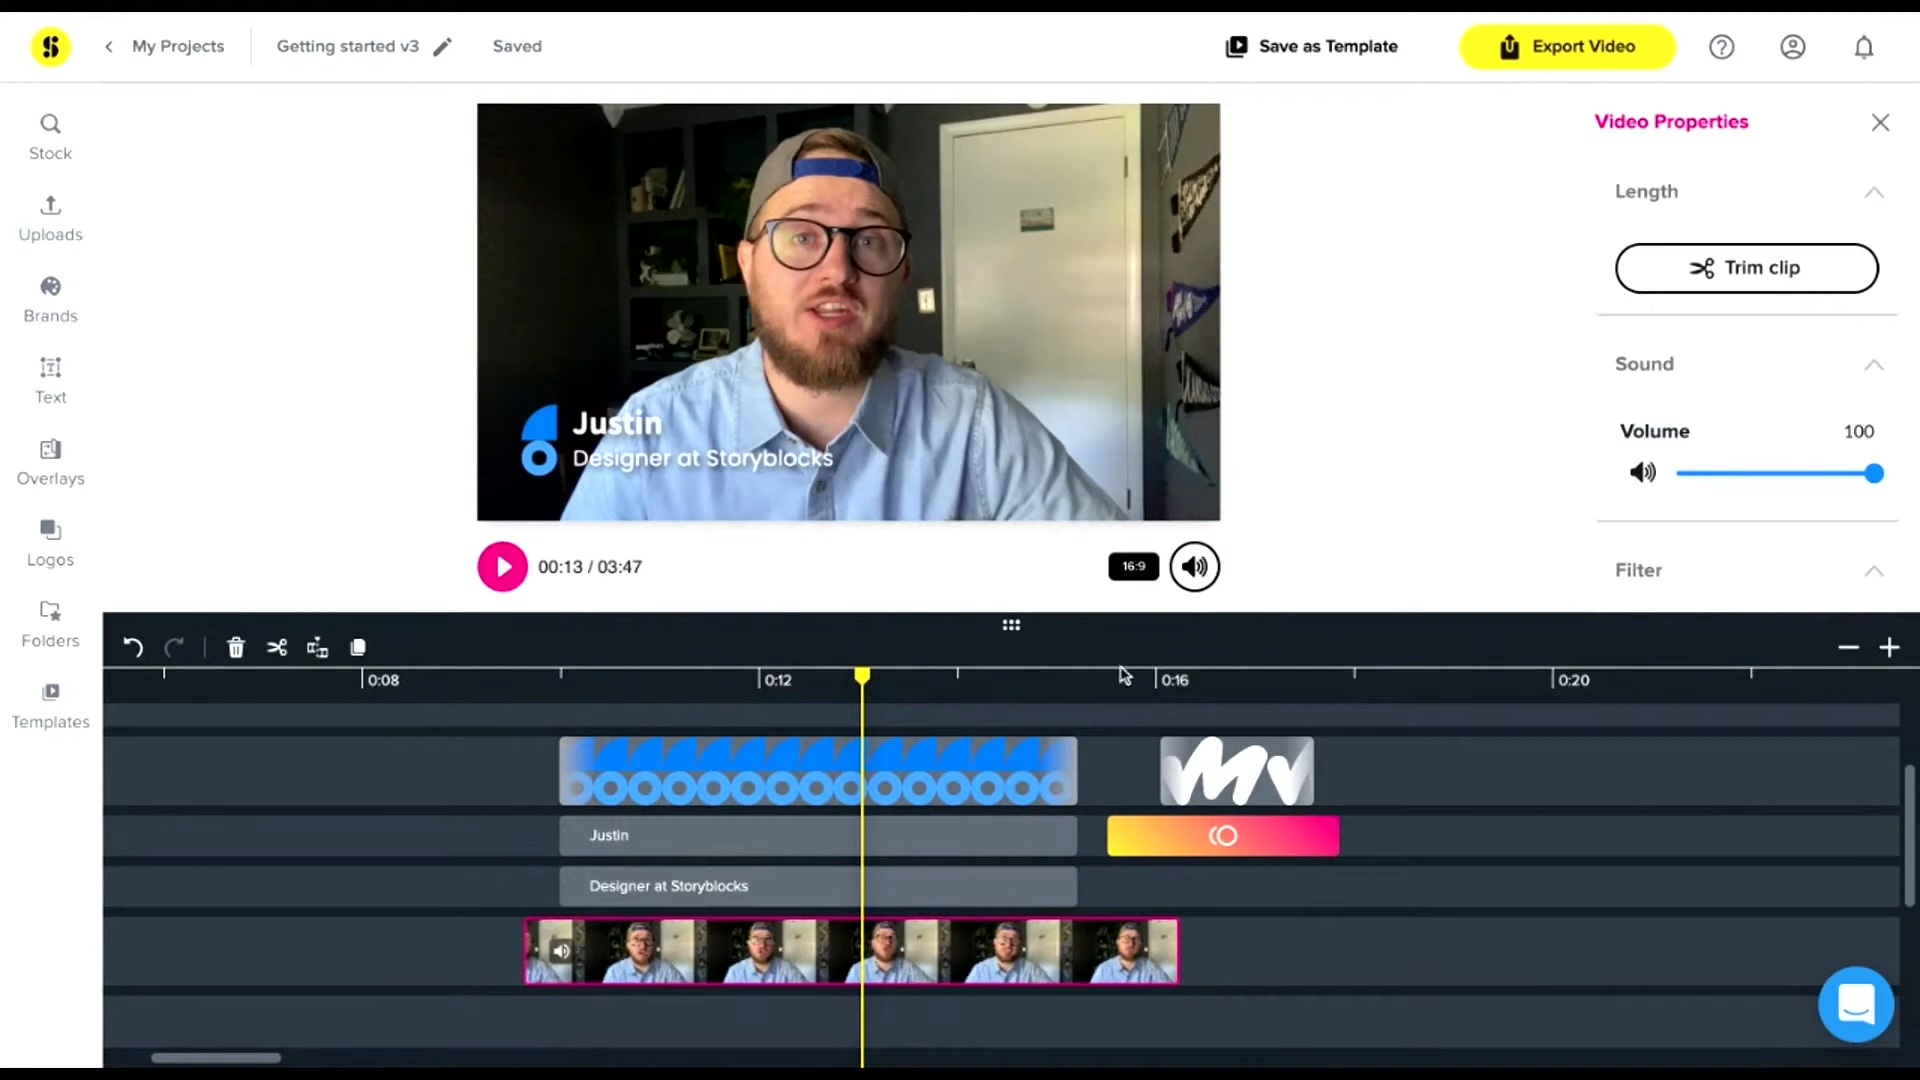 My Projects
Getting started v3
Saved
Save as Template
Export Video
Stock
Uploads
Brands
Text
Overlays
Logos
Folders
Templates
Justin
Designer at Storyblocks
00:13 / 03:47
16:9
Video Properties
Length
Trim clip
Sound
Volume 100
Filter
0:08
0:12
0:16
0:20
Justin
Designer at Storyblocks